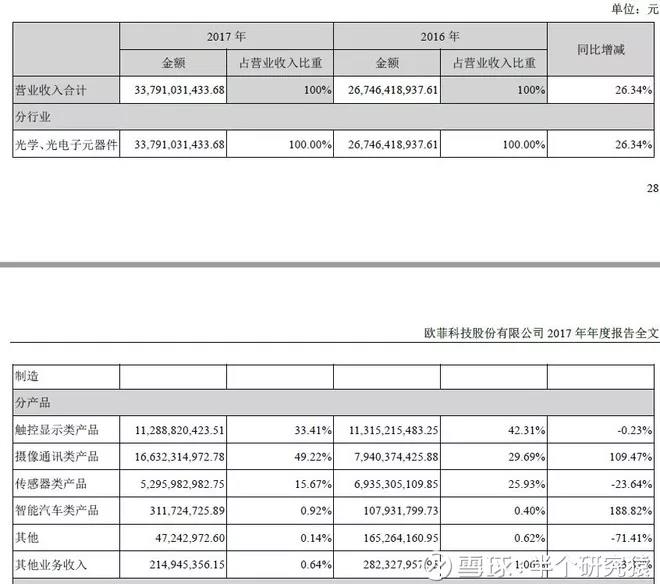 单位：元
2017 年 2016 年 同比增减
金额 占营业收入比重 金额 占营业收入比重
营业收入合计 33,791,031,433.68 100% 26,746,418,937.61 100% 26.34%
分行业
光学、光电子元器件 33,791,031,433.68 100.00% 26,746,418,937.61 100.00% 26.34%
28
欧菲科技股份有限公司 2017 年年度报告全文
制造
分产品
触控显示类产品 11,288,820,423.51 33.41% 11,315,215,483.25 42.31% -0.23%
摄像通讯类产品 16,632,314,972.78 49.22% 7,940,374,425.88 29.69% 109.47%
传感器类产品 5,295,982,982.75 15.67% 6,935,305,109.85 25.93% -23.64%
智能汽车类产品 311,724,725.89 0.92% 107,931,799.73 0.40% 188.82%
其他 47,242,972.60 0.14% 165,264,160.95 0.62% -71.41%
其他业务收入 214,945,356.15 0.64% 1.06%
雪球：半个研究猿